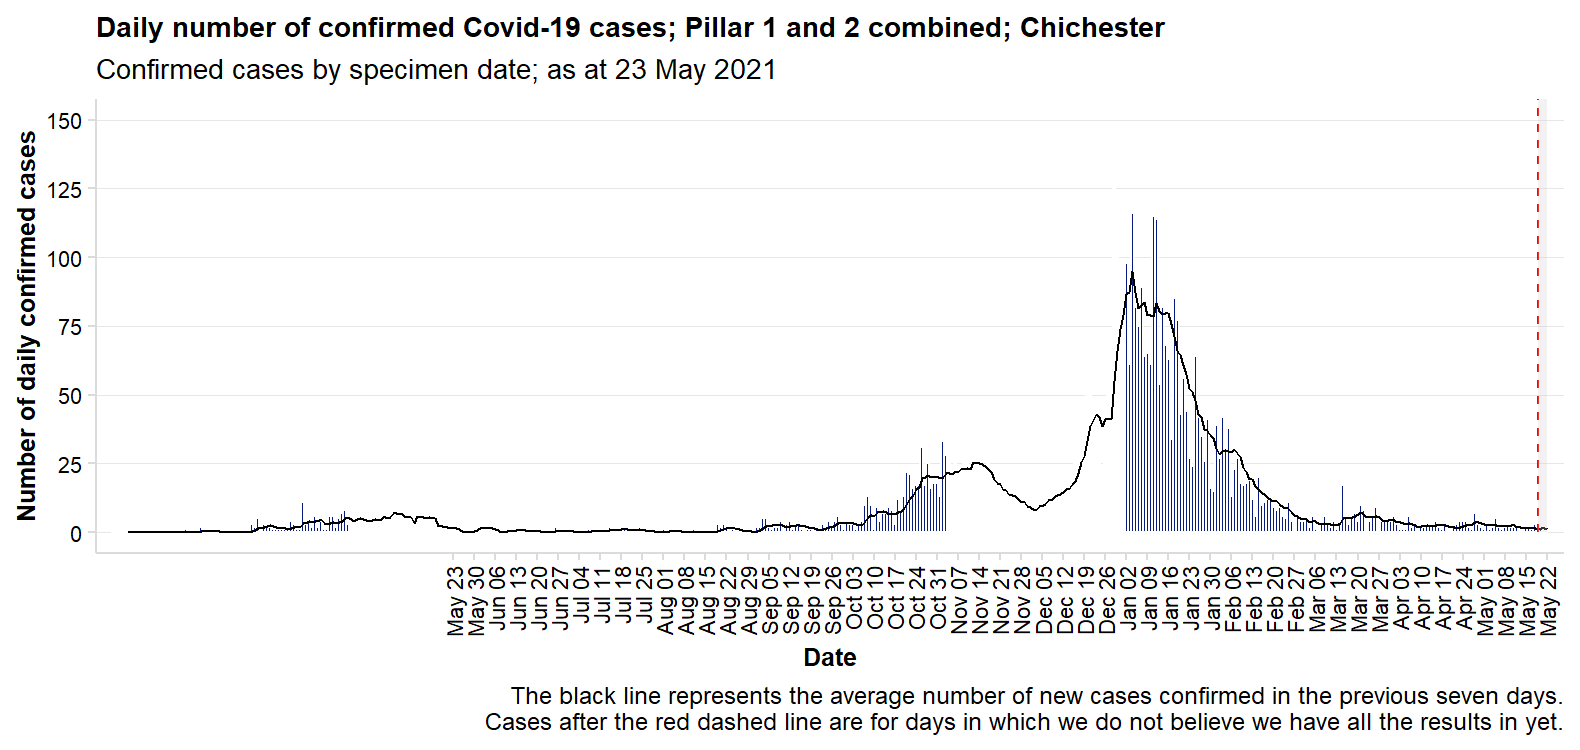 Daily number of confirmed Covid-19 cases; Pillar 1 and 2 combined; Chichester
Confirmed cases by specimen date; as at 23 May 2021
Number of daily confirmed cases
150
125
100
75
50
25
0
May 23
May 30
Jun 06
Jun 13
Jun 20
Jun 27
Jul 04
Jul 11
Jul 18
Jul 25
Aug 01
Aug 08
Aug 15
Aug 22
Aug 29
Sep 05
Sep 12
Sep 19
Sep 26
Oct 03
Oct 10
Oct 17
Oct 24
Oct 31
Nov 07
Nov 14
Nov 21
Nov 28
Dec 05
Dec 12
Dec 19
Dec 26
Jan 02
Jan 09
Jan 16
Jan 23
Jan 30
Feb 06
Feb 13
Feb 20
Feb 27
Mar 06
Mar 13
Mar 20
Mar 27
Apr 03
Apr 10
Apr 17
Apr 24
May 01
May 08
May 15
May 22
Date
The black line represents the average number of new cases confirmed in the previous seven days.
Cases after the red dashed line are for days in which we do not believe we have all the results in yet.